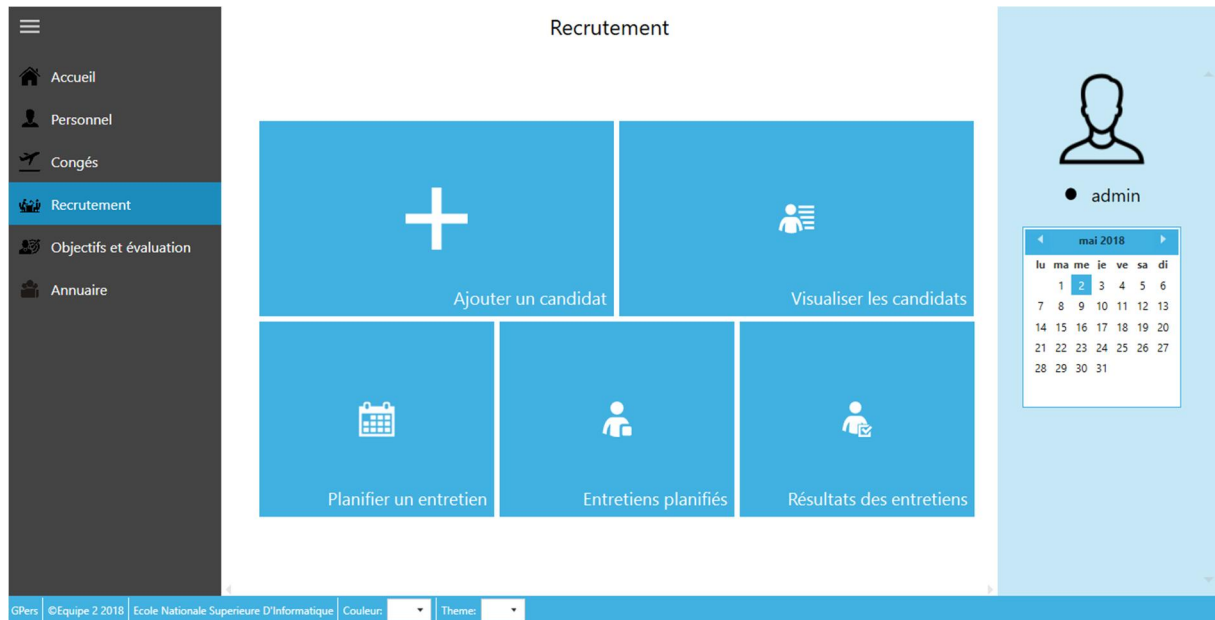 Recrutement
Accueil
Personnel
Congés
Recrutement
Objectifs et évaluation
Annuaire
Ajouter un candidat
Visualiser les candidats
Planifier un entretien
Entretiens planifiés
Résultats des entretiens
admin
mai 2018
lu ma me je ve sa di
1 2 3 4 5 6
7 8 9 10 11 12 13
14 15 16 17 18 19 20
21 22 23 24 25 26 27
28 29 30 31
GPers ©Equipe 2 2018 Ecole Nationale Superieure D'Informatique Couleur: Theme: